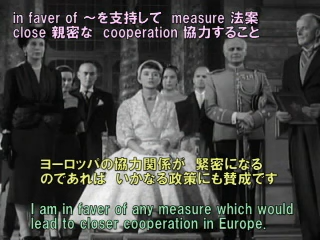 in faver of ～を支持して measure 法案
close 親密な cooperation 協力すること
ヨーロッパの協力関係が 緊密になる
のであれば いかなる政策にも賛成です
I am in favor of any measure which would
lead to closer cooperation in Europe.